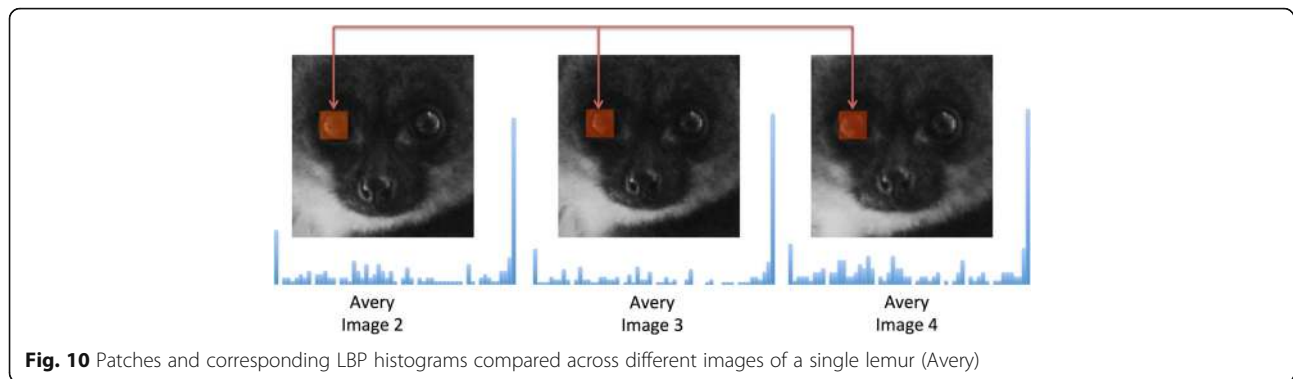 Avery
Image 2
Avery
Image 3
Avery
Image 4
Fig. 10 Patches and corresponding LBP histograms compared across different images of a single lemur (Avery)